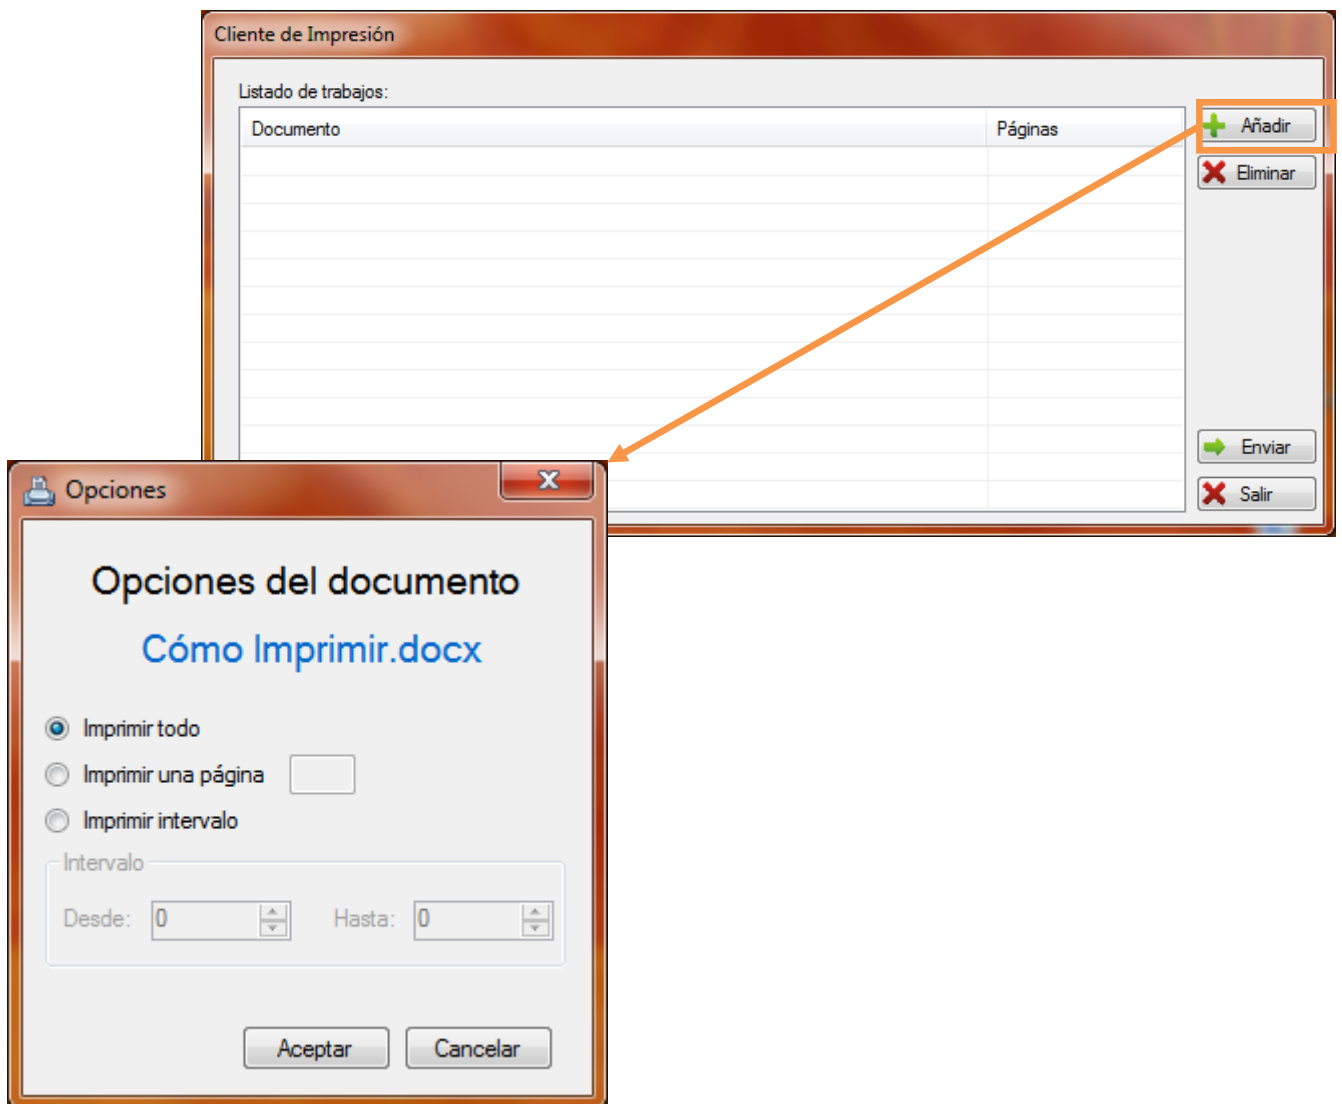 Cliente de Impresión
Listado de trabajos:
Documento Páginas
Añadir
Eliminar
Enviar
Salir
Opciones
Opciones del documento
Cómo Imprimir.docx
Imprimir todo
Imprimir una página
Imprimir intervalo
Intervalo
Desde: 0 Hasta: 0
Aceptar Cancelar